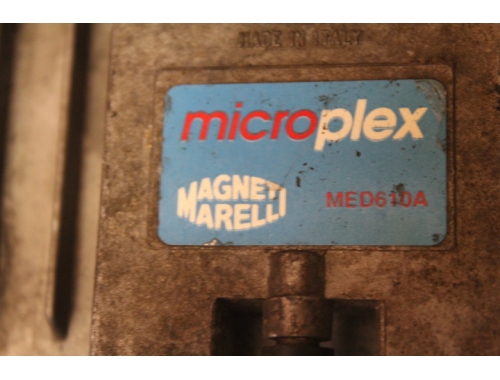 MADE IN ITALY
microplex
MAGNETI
MARELLI
MED610A